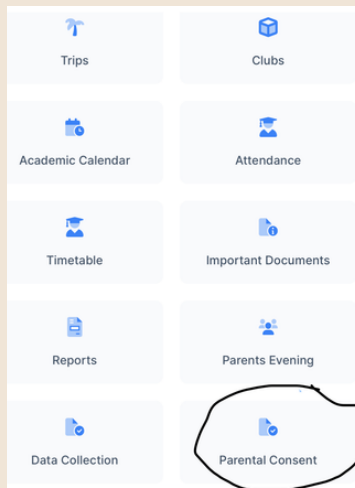 Trips
Clubs
Academic Calendar
Attendance
Timetable
Important Documents
Reports
Parents Evening
Data Collection
Parental Consent